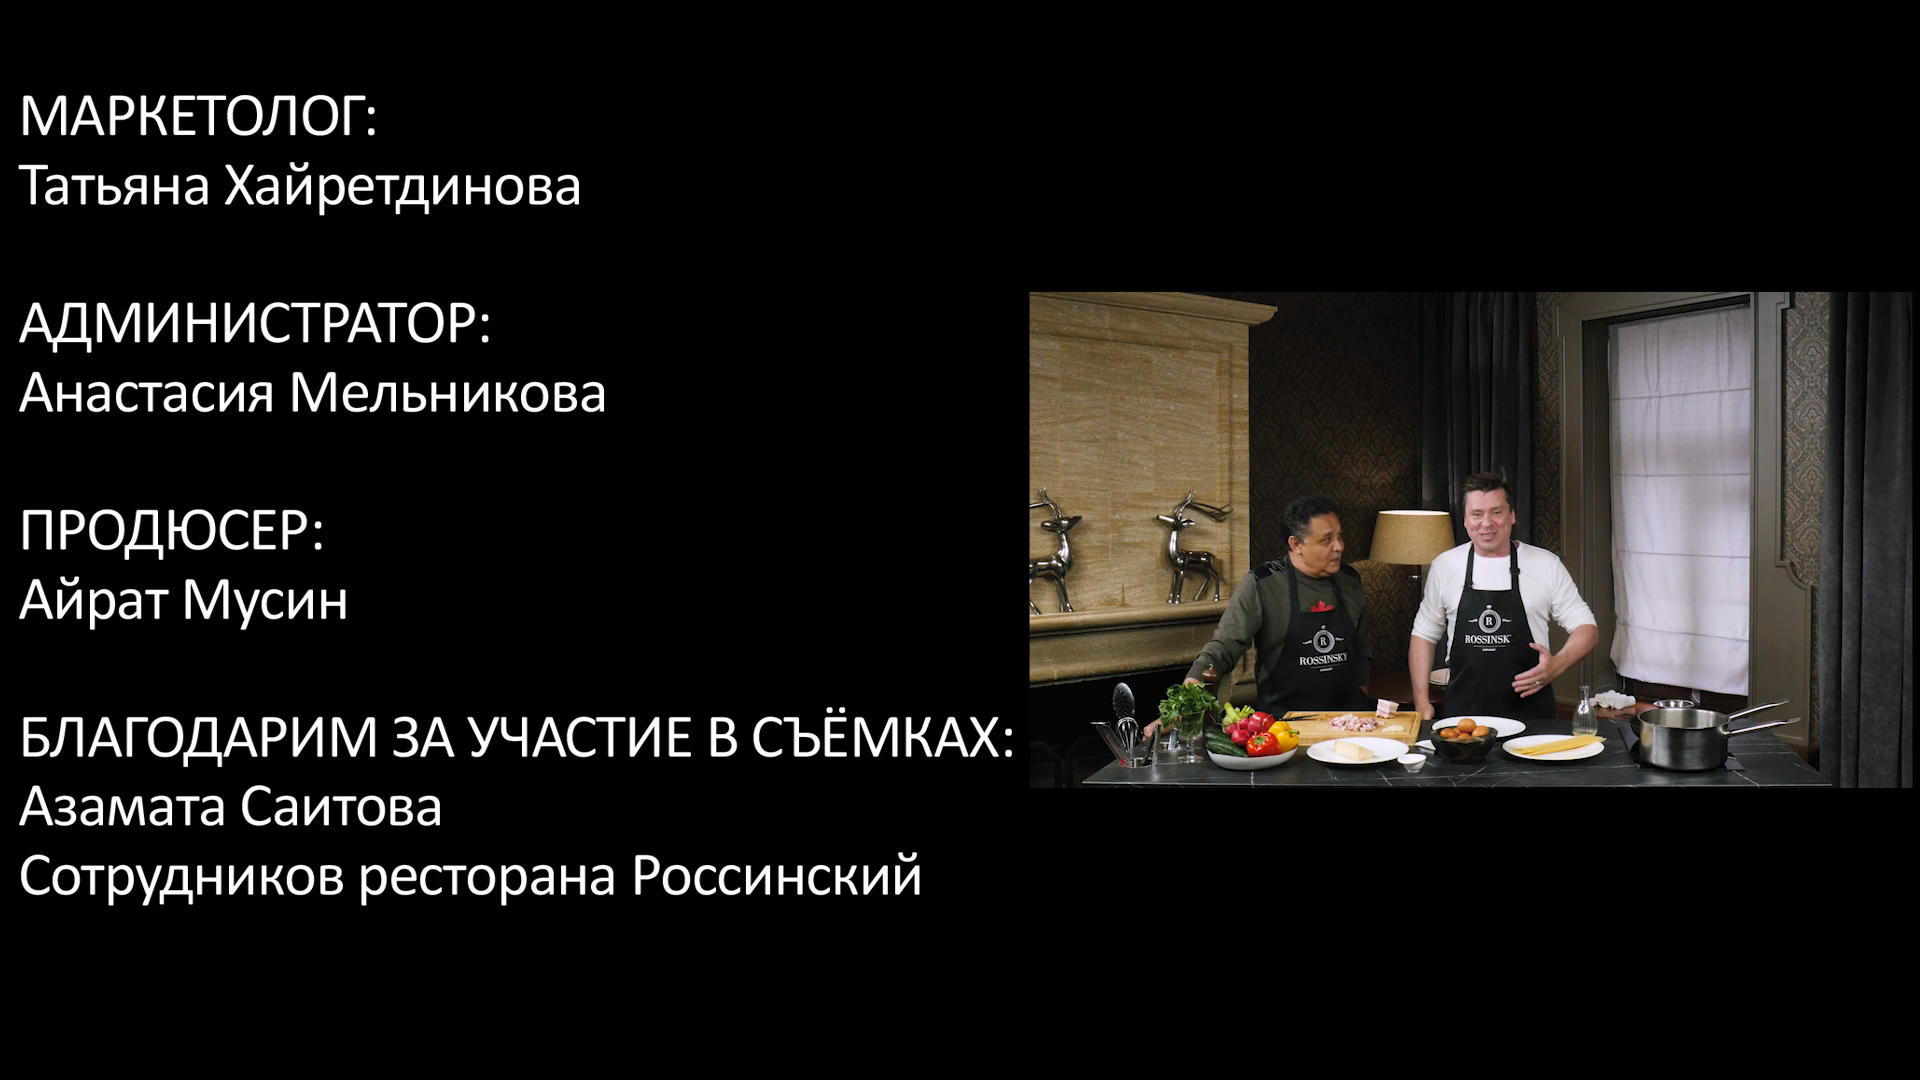 МАРКЕТОЛОГ:
Татьяна Хайретдинова
АДМИНИСТРАТОР:
Анастасия Мельникова
ПРОДЮСЕР:
Айрат Мусин
БЛАГОДАРИМ ЗА УЧАСТИЕ В СЪЁМКАХ:
Азамата Саитова
Сотрудников ресторана Россинский
R
ROSSINSKY
R
ROSSINSK